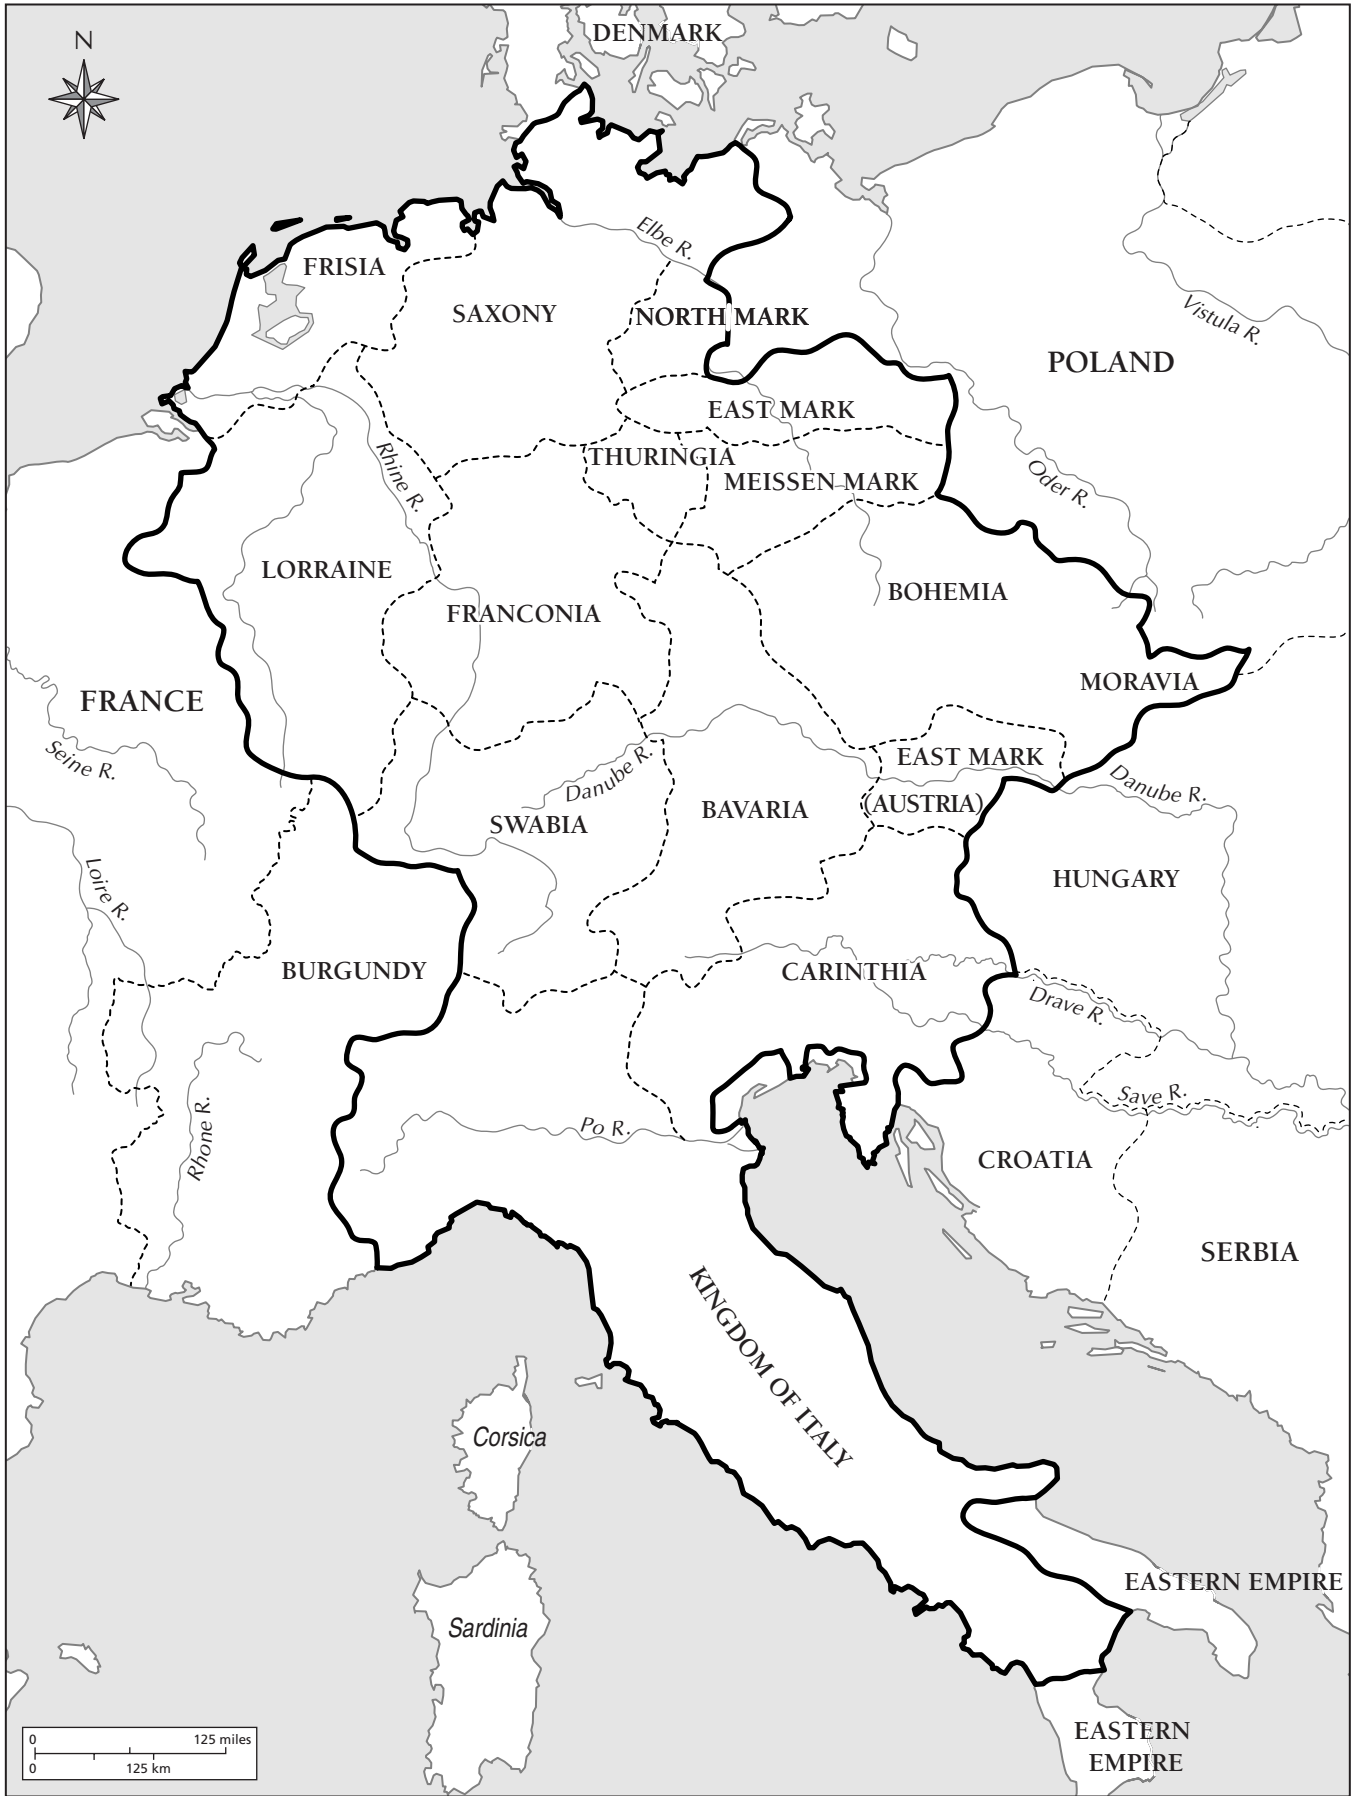 DENMARK
N
Elbe R.
FRISIA
SAXONY
NORTH MARK
Vistula R.
POLAND
EAST MARK
Rhine R.
THURINGIA
MEISSEN MARK
Oder R.
LORRAINE
BOHEMIA
FRANCONIA
MORAVIA
FRANCE
Seine R.
EAST MARK
(AUSTRIA)
Danube R.
Danube R.
BAVARIA
SWABIA
Loire R.
HUNGARY
BURGUNDY
CARINTHIA
Drave R.
Save R.
Rhone R.
Po R.
CROATIA
SERBIA
KINGDOM OF ITALY
Corsica
EASTERN EMPIRE
Sardinia
EASTERN
EMPIRE
0 125 miles
0 125 km